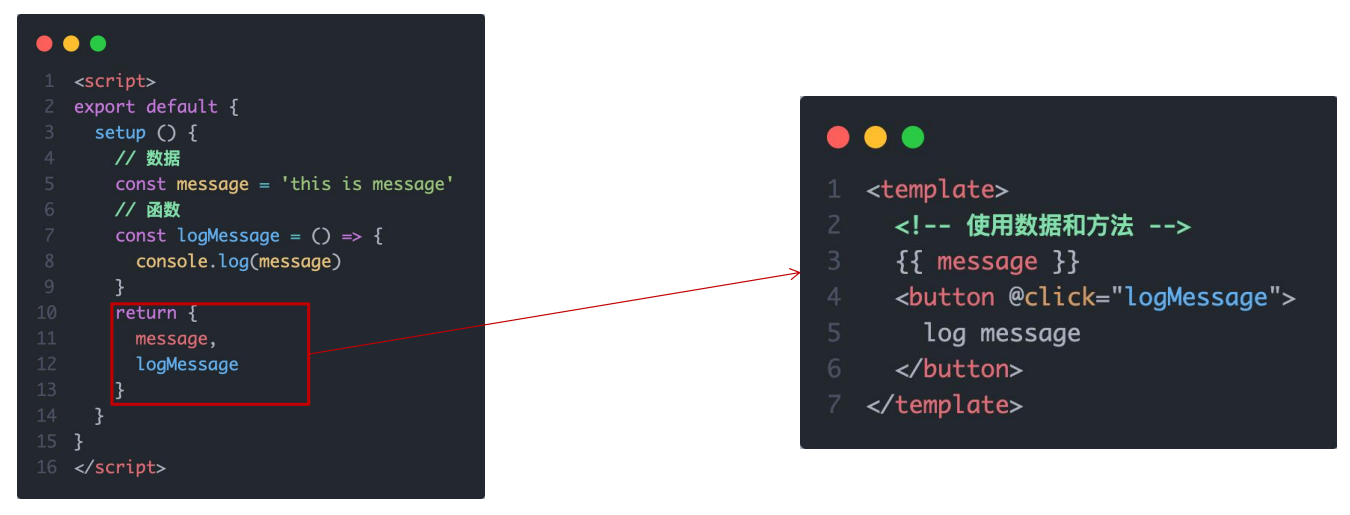 1 <script>
2 export default {
3   setup () {
4     // 数据
5     const message = 'this is message'
6     // 函数
7     const logMessage = () => {
8       console.log(message)
9     }
10     return {
11       message,
12       logMessage
13     }
14   }
15 }
16 </script>
1 <template>
2   <!-- 使用数据和方法 -->
3   {{ message }}
4   <button @click="logMessage">
5     log message
6   </button>
7 </template>